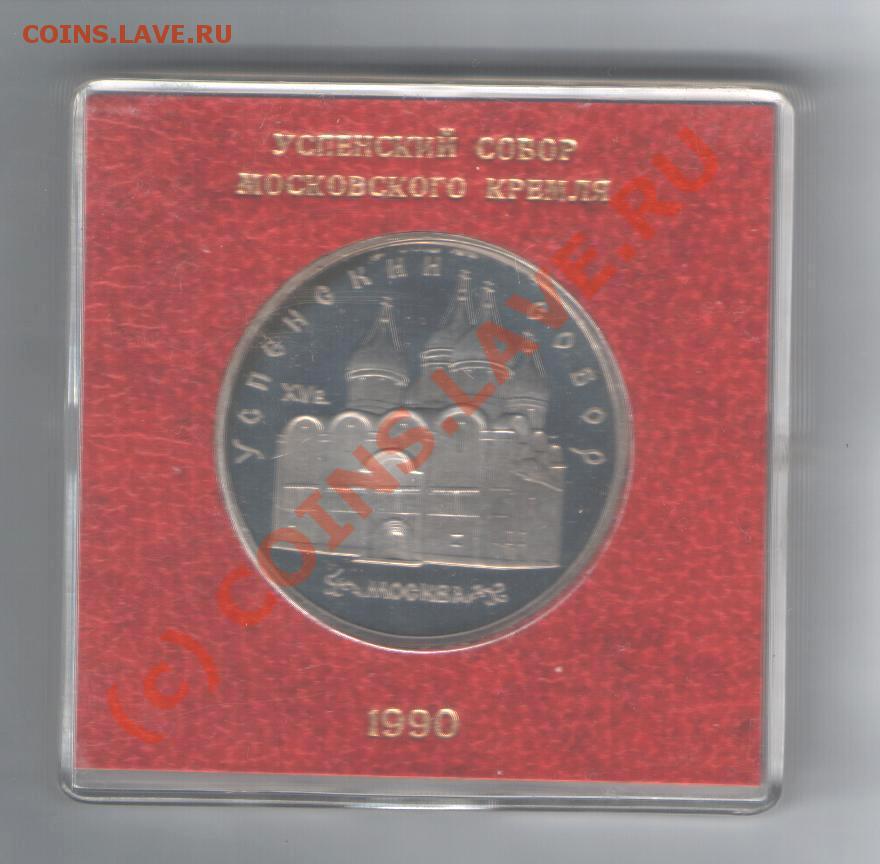 COINS.LAVE.RU
УСПЕНСКИЙ СОБОР
МОСКОВСКОГО КРЕМЛЯ
УСПЕНСКИЙ СОБОР
XVв.
МОСКВА
1990
(c) COINS.LAVE.RU